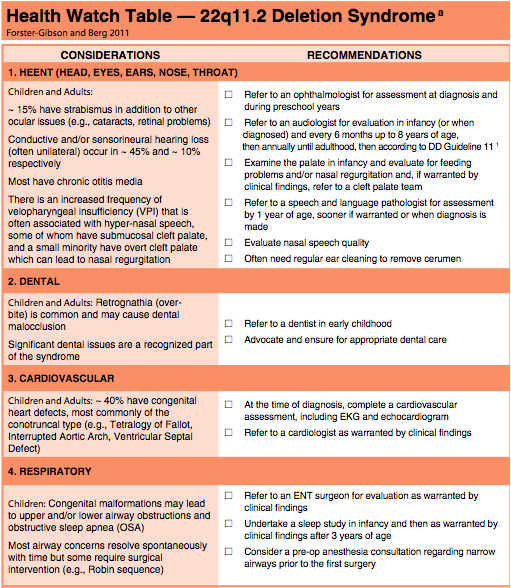 Health Watch Table — 22q11.2 Deletion Syndrome a
Forster-Gibson and Berg 2011
CONSIDERATIONS
RECOMMENDATIONS
1. HEENT (HEAD, EYES, EARS, NOSE, THROAT)
Children and Adults:
~ 15% have strabismus in addition to other
ocular issues (e.g., cataracts, retinal problems)
Conductive and/or sensorineural hearing loss
(often unilateral) occur in ~ 45% and ~ 10%
respectively
Most have chronic otitis media
There is an increased frequency of
velopharyngeal insufficiency (VPI) that is
often associated with hyper-nasal speech,
some of whom have submucosal cleft palate,
and a small minority have overt cleft palate
which can lead to nasal regurgitation
☐ Refer to an ophthalmologist for assessment at diagnosis and
during preschool years
☐ Refer to an audiologist for evaluation in infancy (or when
diagnosed) and every 6 months up to 8 years of age,
then annually until adulthood, then according to DD Guideline 11 1
☐ Examine the palate in infancy and evaluate for feeding
problems and/or nasal regurgitation and, if warranted by
clinical findings, refer to a cleft palate team
☐ Refer to a speech and language pathologist for assessment
by 1 year of age, sooner if warranted or when diagnosis is
made
☐ Evaluate nasal speech quality
☐ Often need regular ear cleaning to remove cerumen
2. DENTAL
Children and Adults: Retrognathia (over-
bite) is common and may cause dental
malocclusion
Significant dental issues are a recognized part
of the syndrome
☐ Refer to a dentist in early childhood
☐ Advocate and ensure for appropriate dental care
3. CARDIOVASCULAR
Children and Adults: ~ 40% have congenital
heart defects, most commonly of the
conotruncal type (e.g., Tetralogy of Fallot,
Interrupted Aortic Arch, Ventricular Septal
Defect)
☐ At the time of diagnosis, complete a cardiovascular
assessment, including EKG and echocardiogram
☐ Refer to a cardiologist as warranted by clinical findings
4. RESPIRATORY
Children: Congenital malformations may lead
to upper and/or lower airway obstructions and
obstructive sleep apnea (OSA)
Most airway concerns resolve spontaneously
with time but some require surgical
intervention (e.g., Robin sequence)
☐ Refer to an ENT surgeon for evaluation as warranted by
clinical findings
☐ Undertake a sleep study in infancy and then as warranted by
clinical findings after 3 years of age
☐ Consider a pre-op anesthesia consultation regarding narrow
airways prior to the first surgery